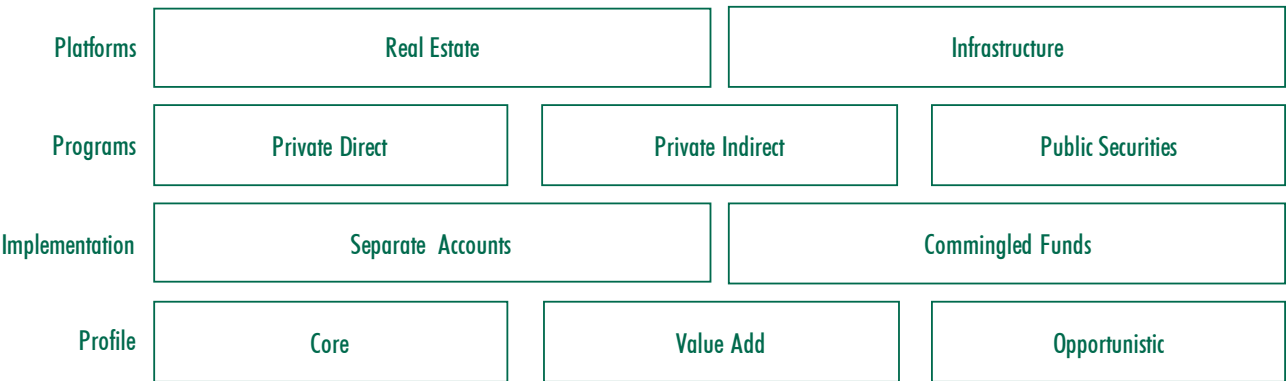 Platforms Real Estate Infrastructure
Programs Private Direct Private Indirect Public Securities
Implementation Separate Accounts Commingled Funds
Profile Core Value Add Opportunistic